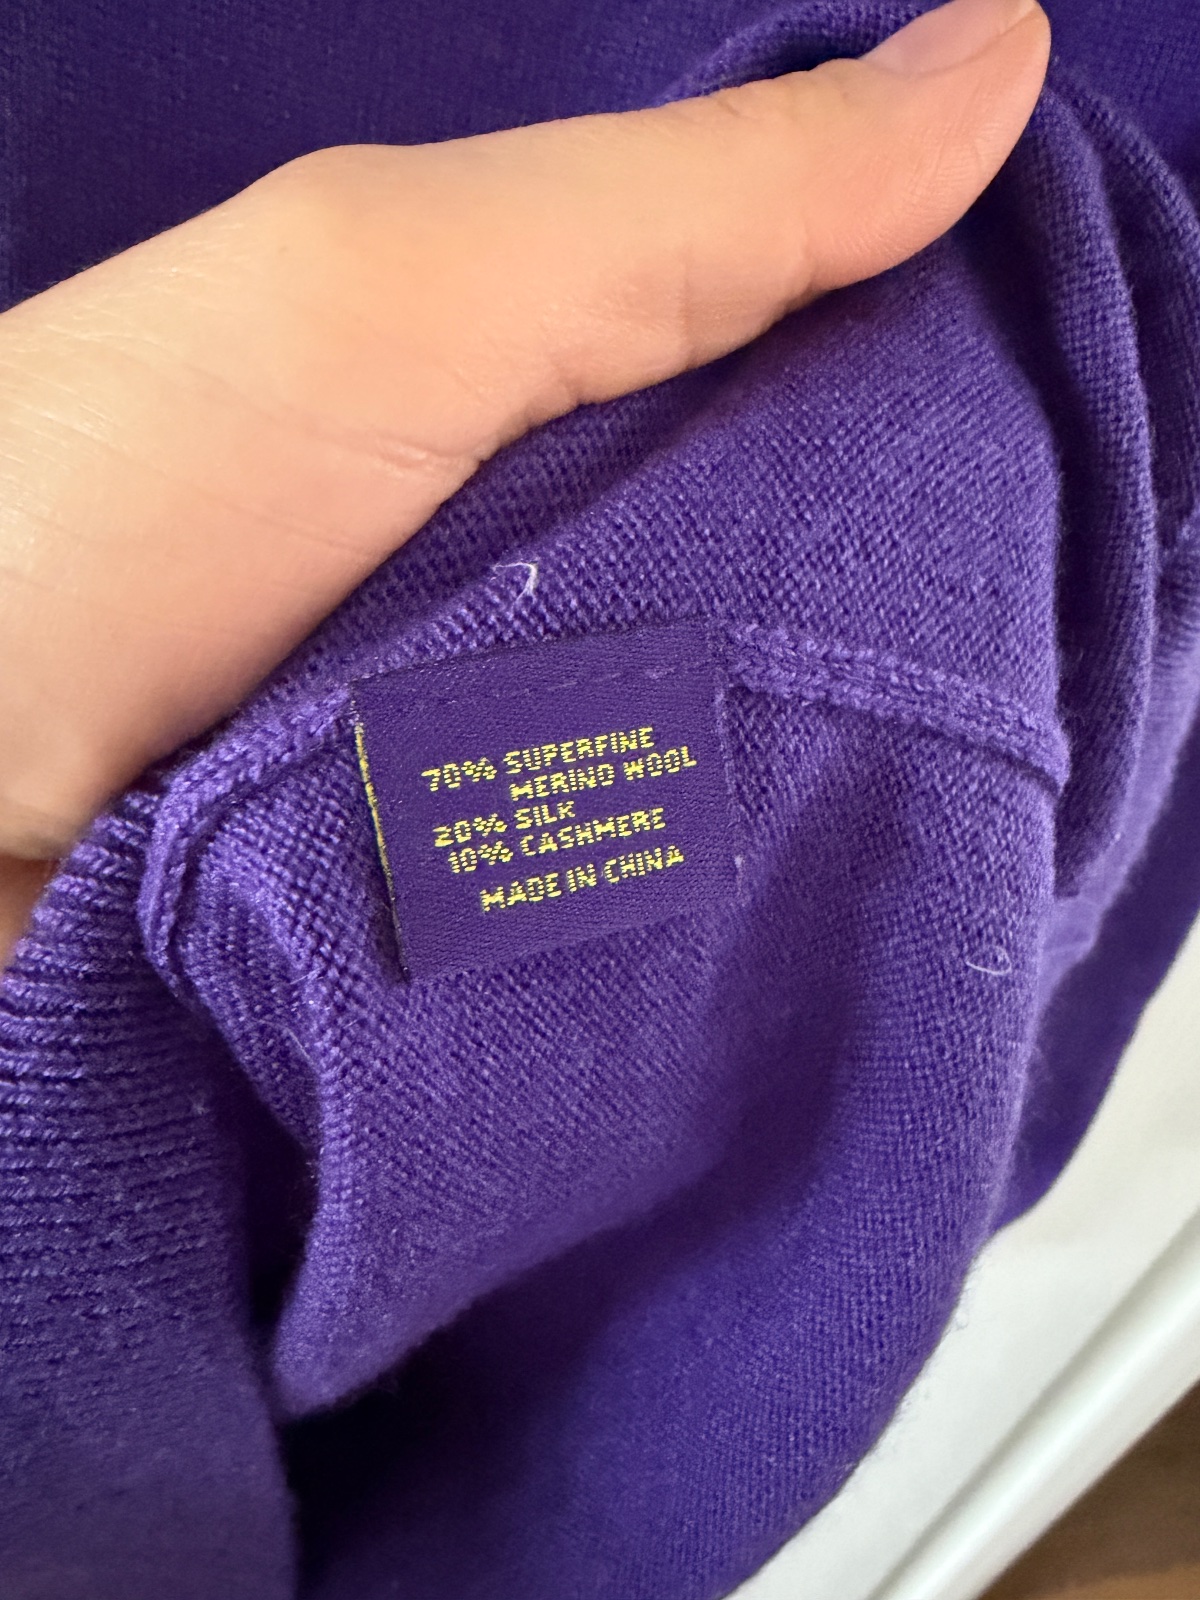 70% SUPERFINE
MERINO WOOL
20% SILK
10% CASHMERE
MADE IN CHINA